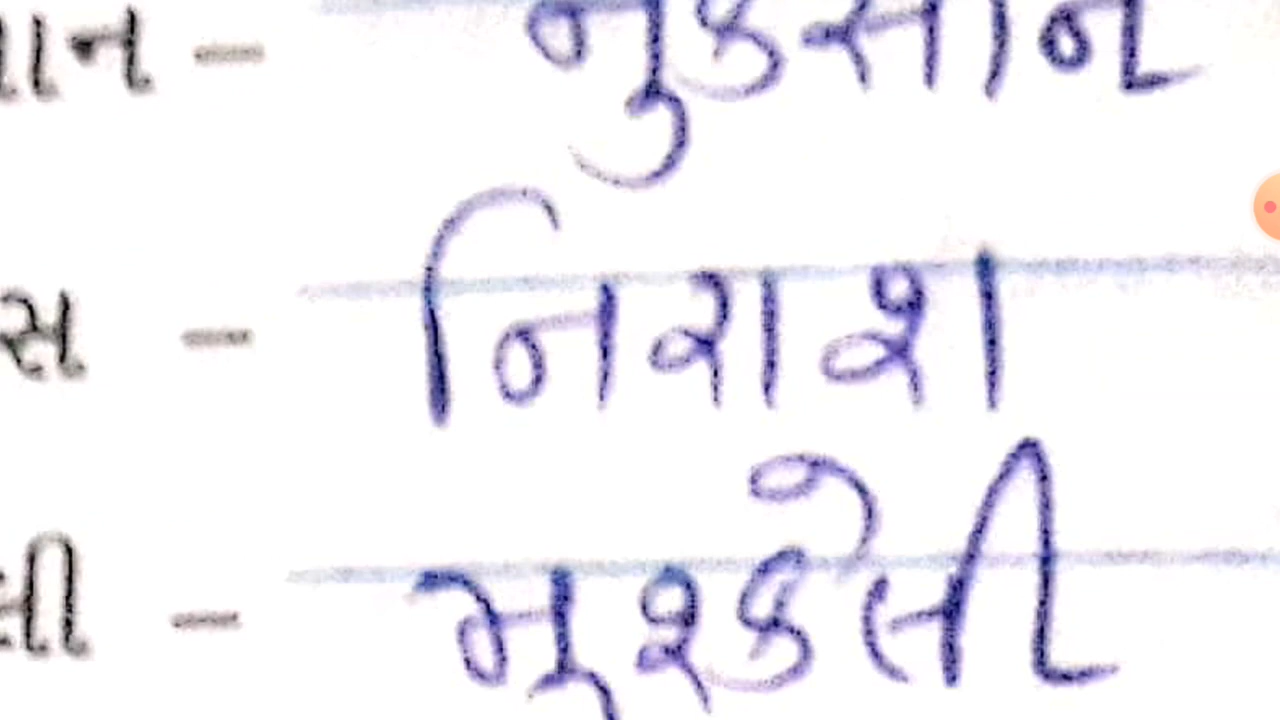 ાન - નુકસાન
સ - નિરાશ
લી - મૂશ્કેલી